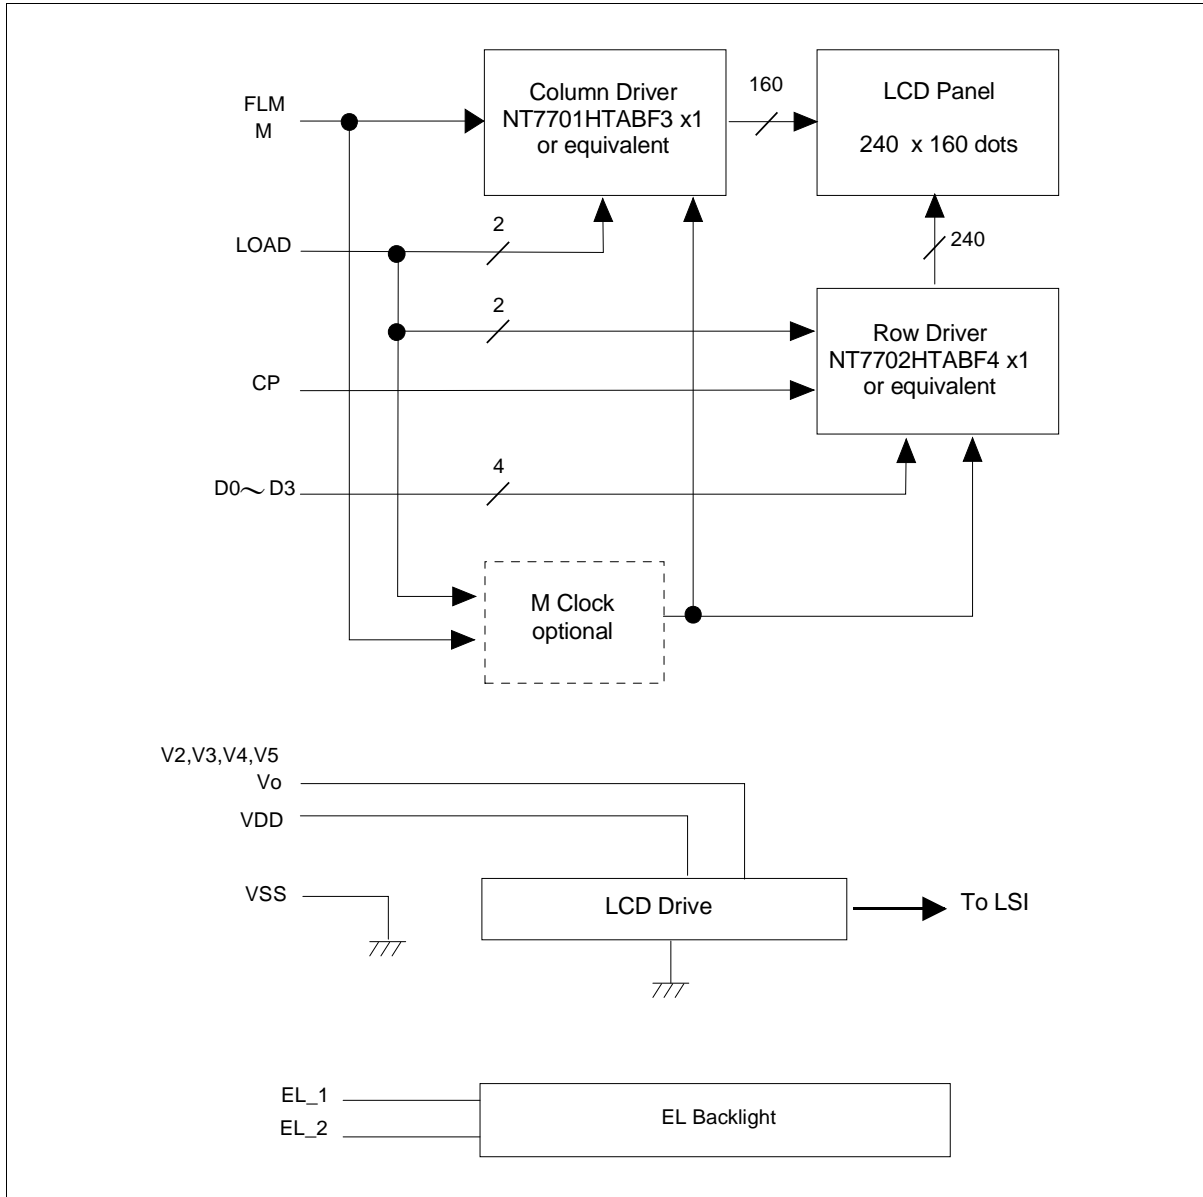 FLM
M
Column Driver
NT7701HTABF3 x1
or equivalent
160
LCD Panel
240 x 160 dots
LOAD
2
240
2
Row Driver
NT7702HTABF4 x1
or equivalent
CP
D0～ D3
4
M Clock
optional
V2,V3,V4,V5
Vo
VDD
VSS
LCD Drive
To LSI
EL_1
EL_2
EL Backlight